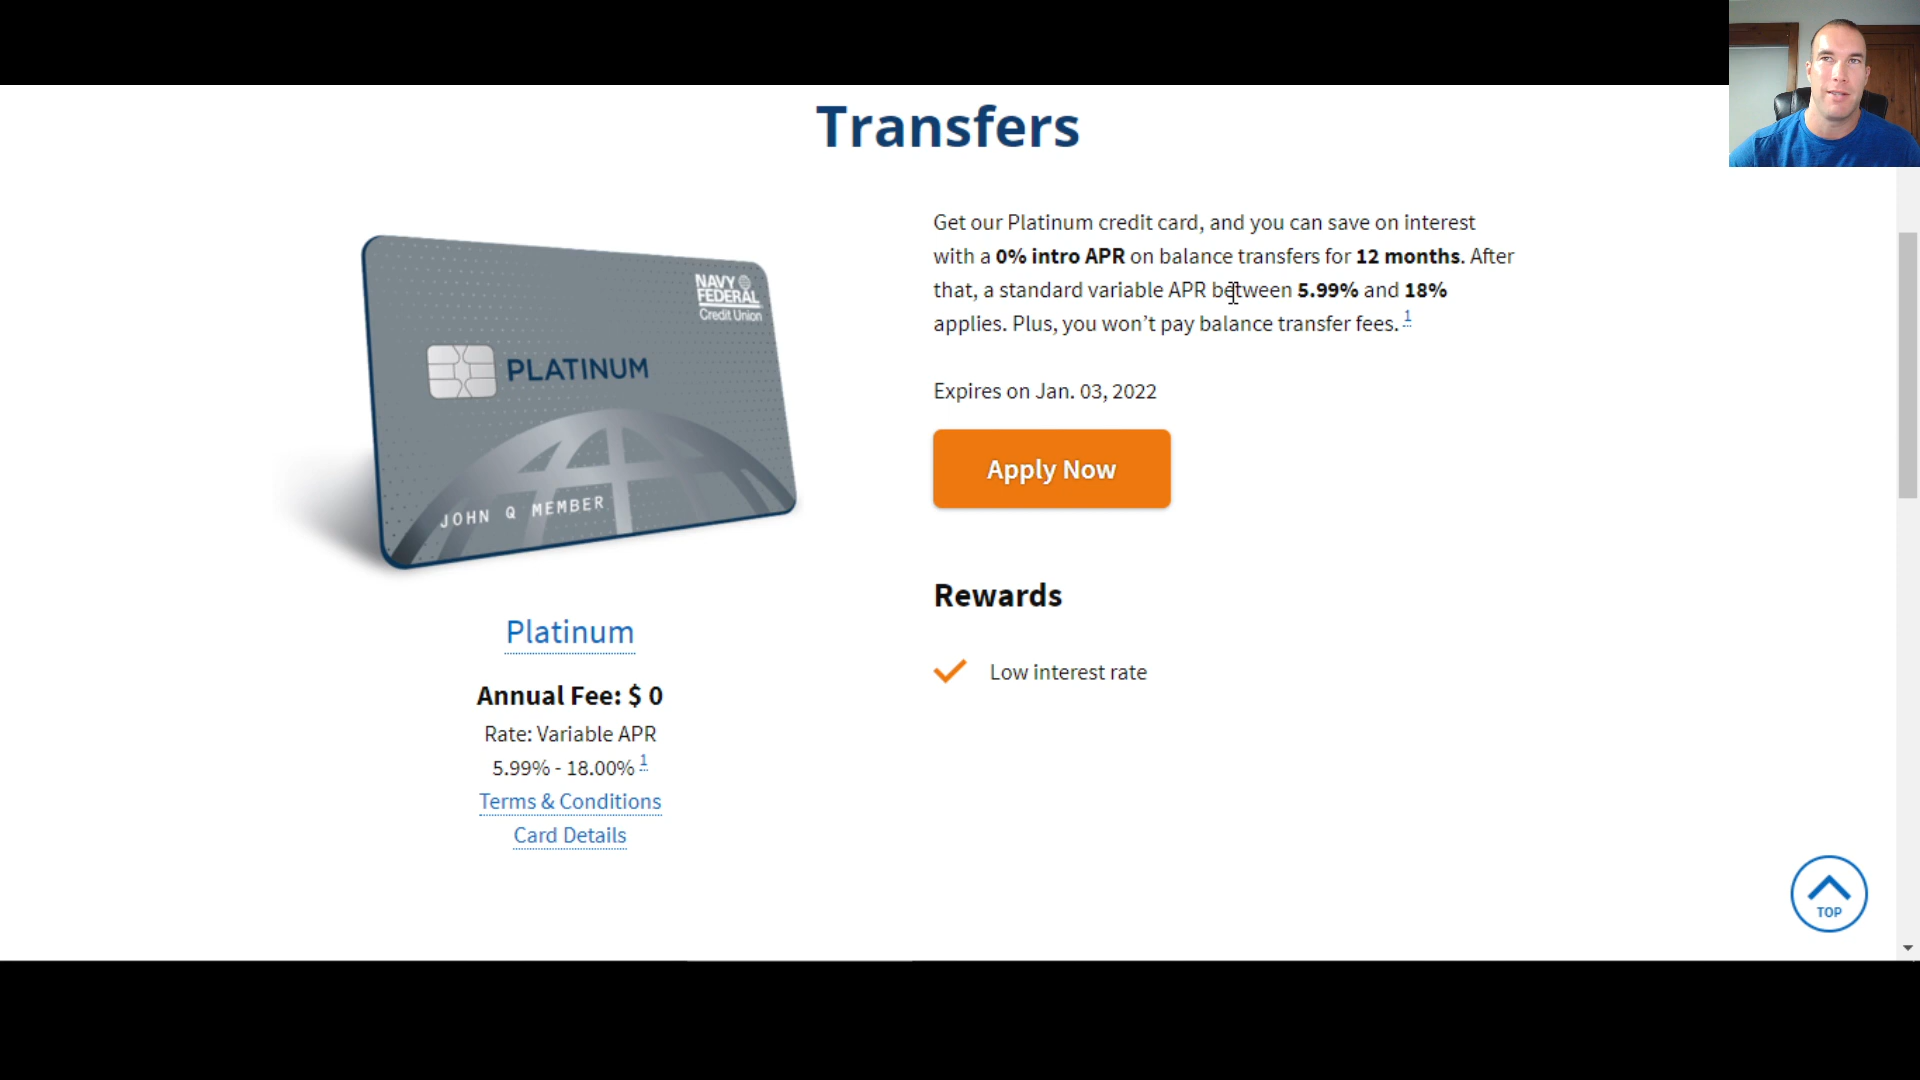 Transfers
NAVY
FEDERAL
Credit Union
PLATINUM
JOHN Q MEMBER
Platinum
Annual Fee: $ 0
Rate: Variable APR
5.99% - 18.00% 1
Terms & Conditions
Card Details
Get our Platinum credit card, and you can save on interest
with a 0% intro APR on balance transfers for 12 months. After
that, a standard variable APR between 5.99% and 18%
applies. Plus, you won’t pay balance transfer fees. 1
Expires on Jan. 03, 2022
Apply Now
Rewards
Low interest rate
TOP